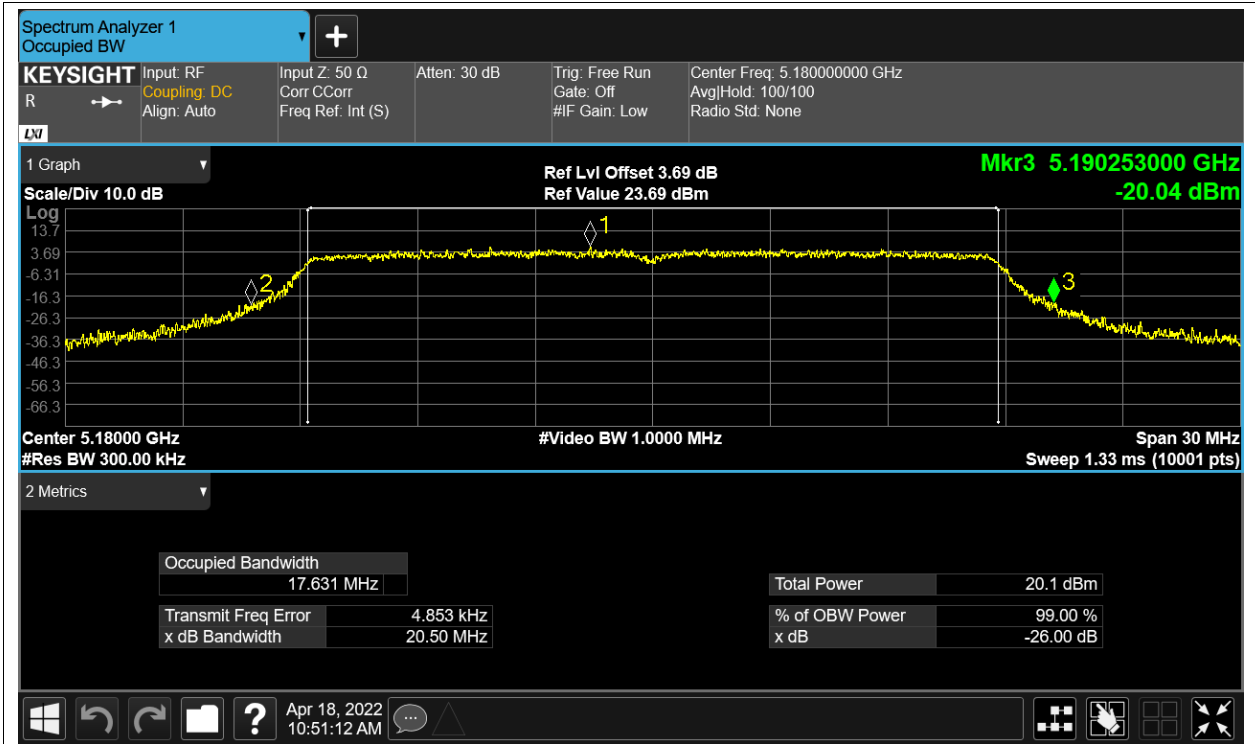 Spectrum Analyzer 1
Occupied BW
▼
+
KEYSIGHT
R
LXI
Input: RF
Coupling: DC
Align: Auto
Input Z: 50 Ω
Corr CCorr
Freq Ref: Int (S)
Atten: 30 dB
Trig: Free Run
Gate: Off
#IF Gain: Low
Center Freq: 5.180000000 GHz
Avg|Hold: 100/100
Radio Std: None
1 Graph ▼
Scale/Div 10.0 dB
Ref Lvl Offset 3.69 dB
Ref Value 23.69 dBm
Mkr3 5.190253000 GHz
-20.04 dBm
Log
13.7
3.69
-6.31
-16.3
-26.3
-36.3
-46.3
-56.3
-66.3
1
2
3
Center 5.18000 GHz
#Res BW 300.00 kHz
#Video BW 1.0000 MHz
Span 30 MHz
Sweep 1.33 ms (10001 pts)
2 Metrics ▼
Occupied Bandwidth
17.631 MHz
Transmit Freq Error 4.853 kHz
x dB Bandwidth 20.50 MHz
Total Power 20.1 dBm
% of OBW Power 99.00 %
x dB -26.00 dB
?
Apr 18, 2022
10:51:12 AM